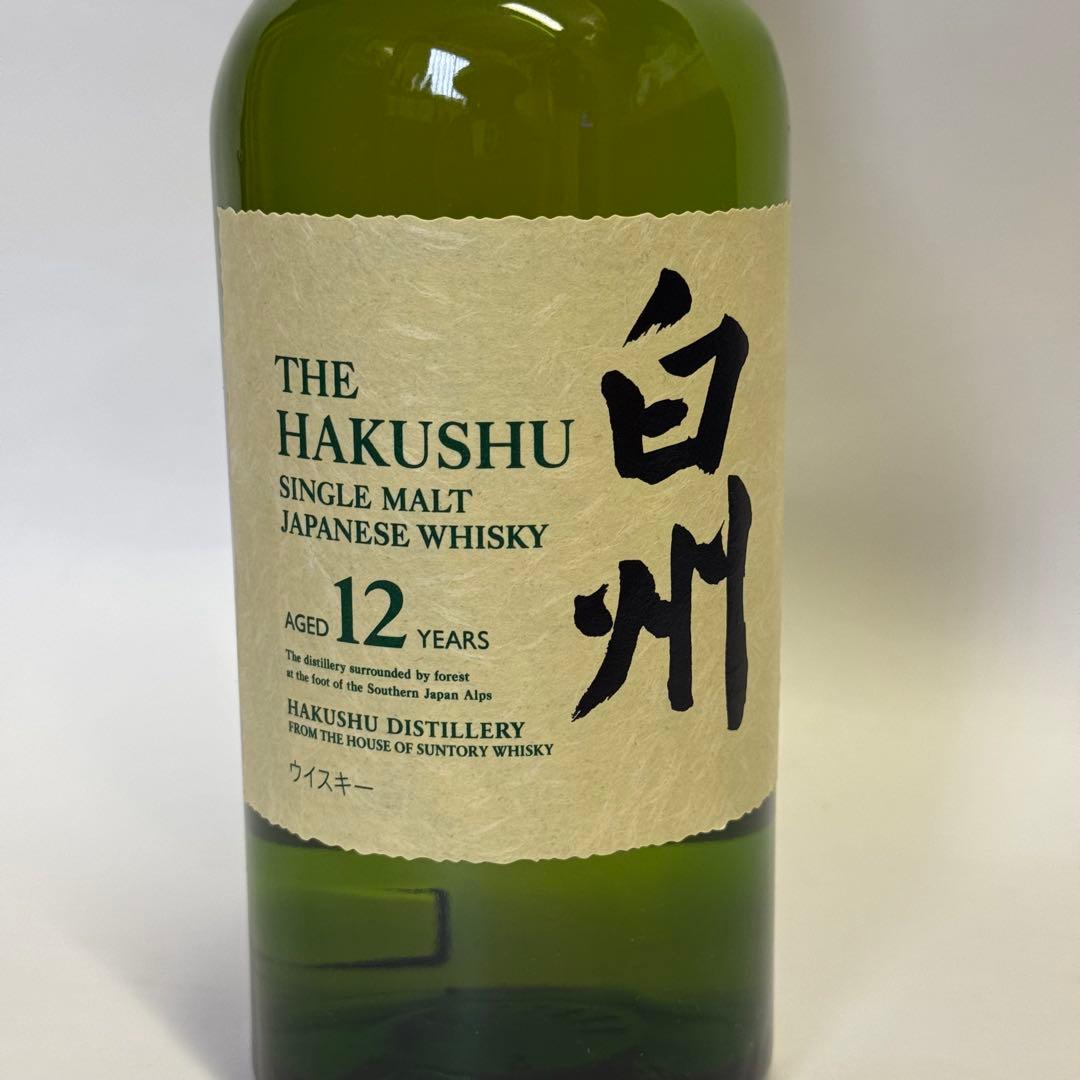 THE
HAKUSHU
SINGLE MALT
JAPANESE WHISKY
AGED 12 YEARS
The distillery surrounded by forest
at the foot of the Southern Japan Alps
HAKUSHU DISTILLERY
FROM THE HOUSE OF SUNTORY WHISKY
ウイスキー
白州